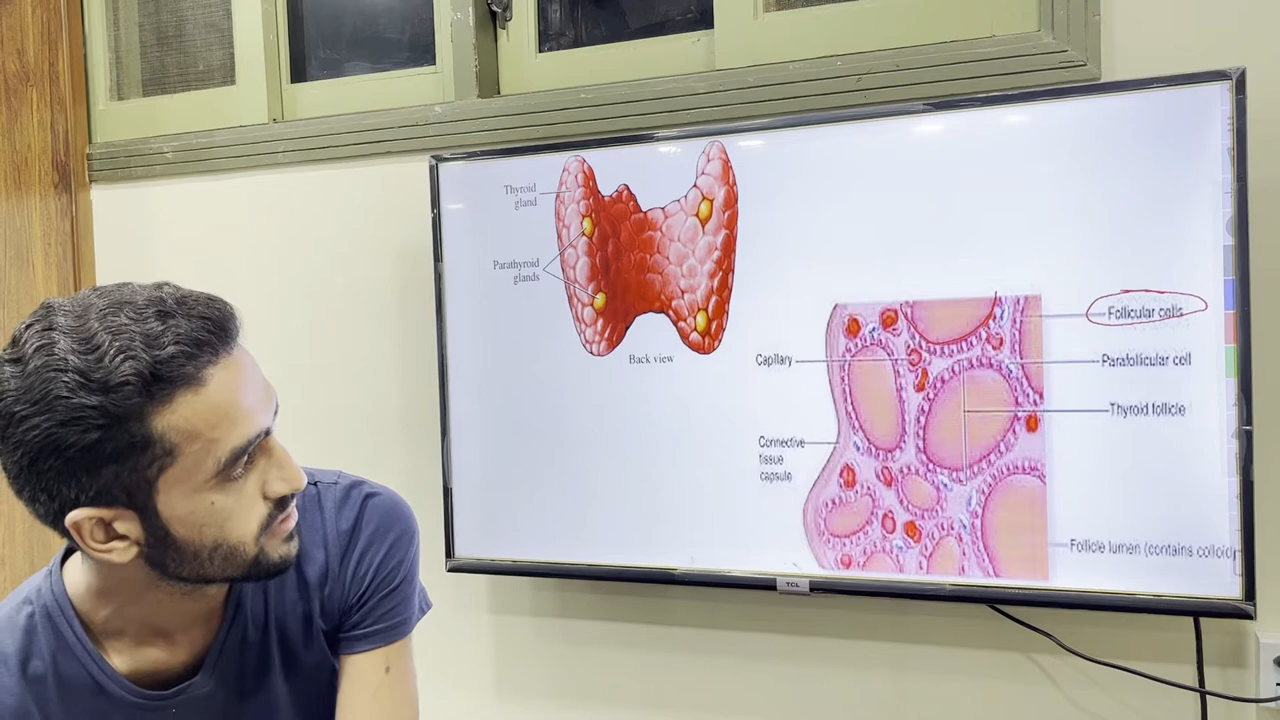 Thyroid
gland
Parathyroid
glands
Back view
Follicular cells
Capillary
Parafollicular cell
Thyroid follicle
Connective
tissue
capsule
Follicle lumen (contains colloid)
TCL